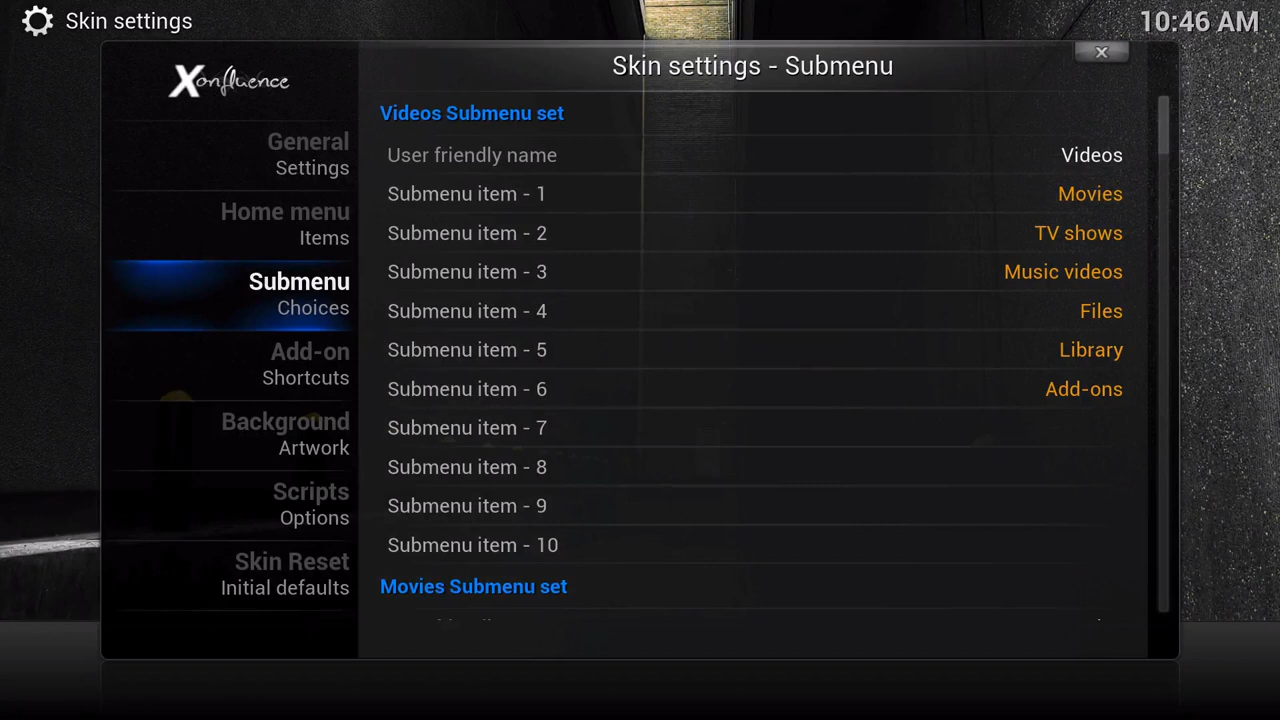 Skin settings
10:46 AM
Xonfluence
Skin settings - Submenu
General
Settings
Home menu
Items
Submenu
Choices
Add-on
Shortcuts
Background
Artwork
Scripts
Options
Skin Reset
Initial defaults
Videos Submenu set
User friendly name Videos
Submenu item - 1 Movies
Submenu item - 2 TV shows
Submenu item - 3 Music videos
Submenu item - 4 Files
Submenu item - 5 Library
Submenu item - 6 Add-ons
Submenu item - 7
Submenu item - 8
Submenu item - 9
Submenu item - 10
Movies Submenu set